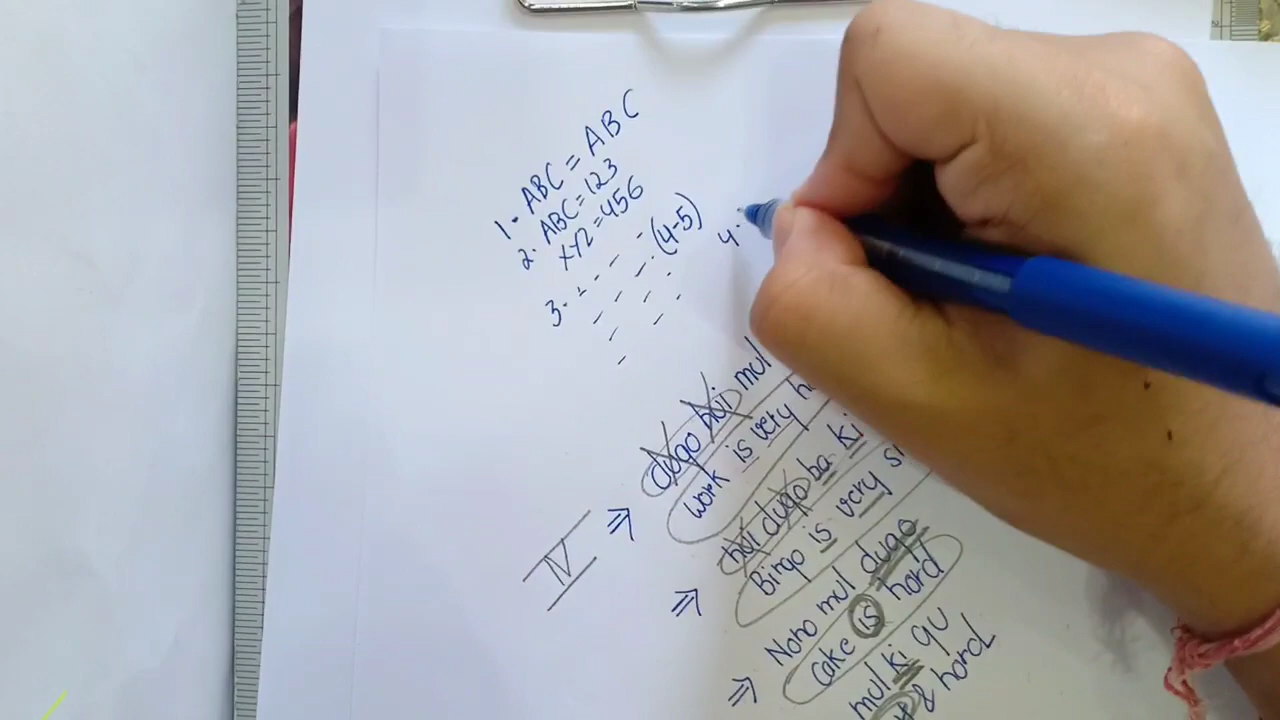 1. ABC = ABC
2. ABC = 123
XYZ = 456
3. (4-5)
4.
IV ⇒ dugo hui mul
work is very
hui dugo ba ki
Bingo is very
⇒ Noho mul dugo
cake is hard
⇒ mul ki qu
& hard